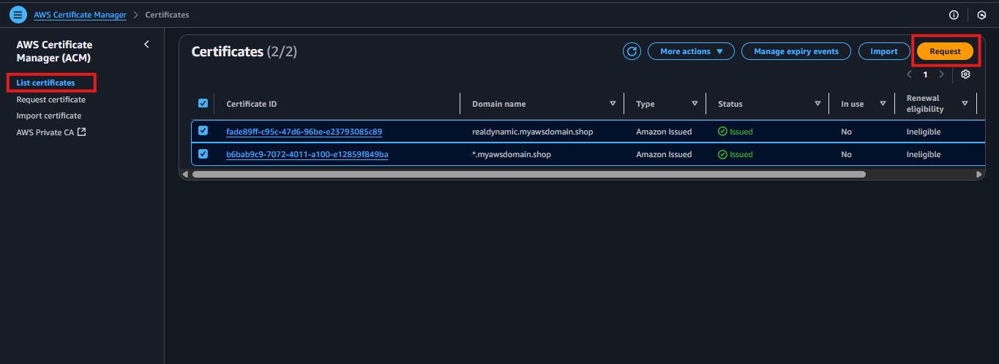 AWS Certificate Manager > Certificates
AWS Certificate
Manager (ACM)
List certificates
Request certificate
Import certificate
AWS Private CA
Certificates (2/2)
More actions
Manage expiry events
Import
Request
1
Certificate ID
Domain name
Type
Status
In use
Renewal
eligibility
fade89ff-c95c-47d6-96be-e23793085c89 realdynamic.myawsdomain.shop Amazon Issued Issued No Ineligible
b6bab9c9-7072-4011-a100-e12859f849ba *.myawsdomain.shop Amazon Issued Issued No Ineligible